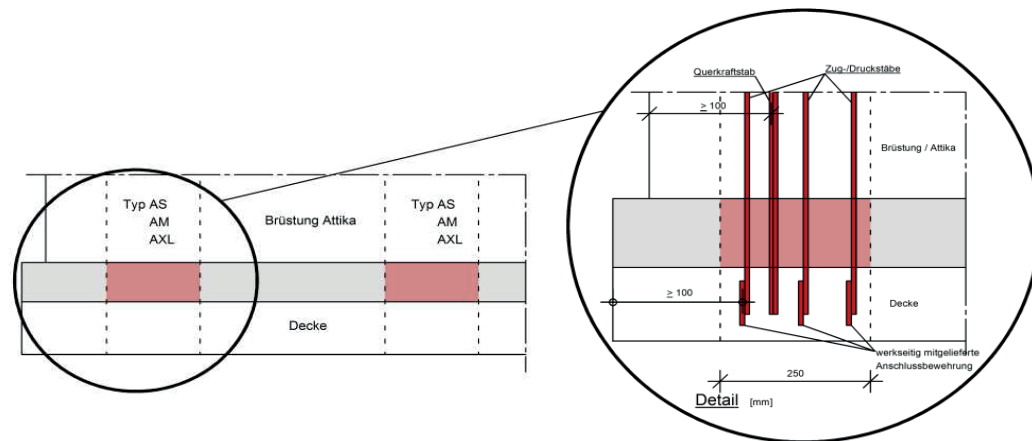 Typ AS
AM
AXL
Brüstung Attika
Typ AS
AM
AXL
Decke
Querkraftstab
Zug-/Druckstäbe
≥ 100
Brüstung / Attika
≥ 100
Decke
werkseitig mitgelieferte
Anschlussbewehrung
250
Detail [mm]